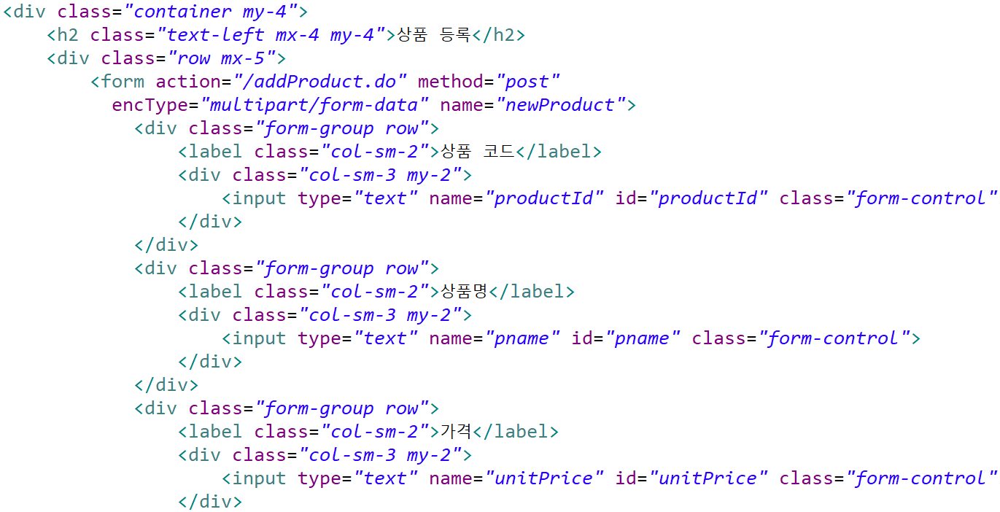 <div class="container my-4">
    <h2 class="text-left mx-4 my-4">상품 등록</h2>
    <div class="row mx-5">
        <form action="/addProduct.do" method="post"
          encType="multipart/form-data" name="newProduct">
            <div class="form-group row">
                <label class="col-sm-2">상품 코드</label>
                <div class="col-sm-3 my-2">
                    <input type="text" name="productId" id="productId" class="form-control"
                </div>
            </div>
            <div class="form-group row">
                <label class="col-sm-2">상품명</label>
                <div class="col-sm-3 my-2">
                    <input type="text" name="pname" id="pname" class="form-control">
                </div>
            </div>
            <div class="form-group row">
                <label class="col-sm-2">가격</label>
                <div class="col-sm-3 my-2">
                    <input type="text" name="unitPrice" id="unitPrice" class="form-control"
                </div>